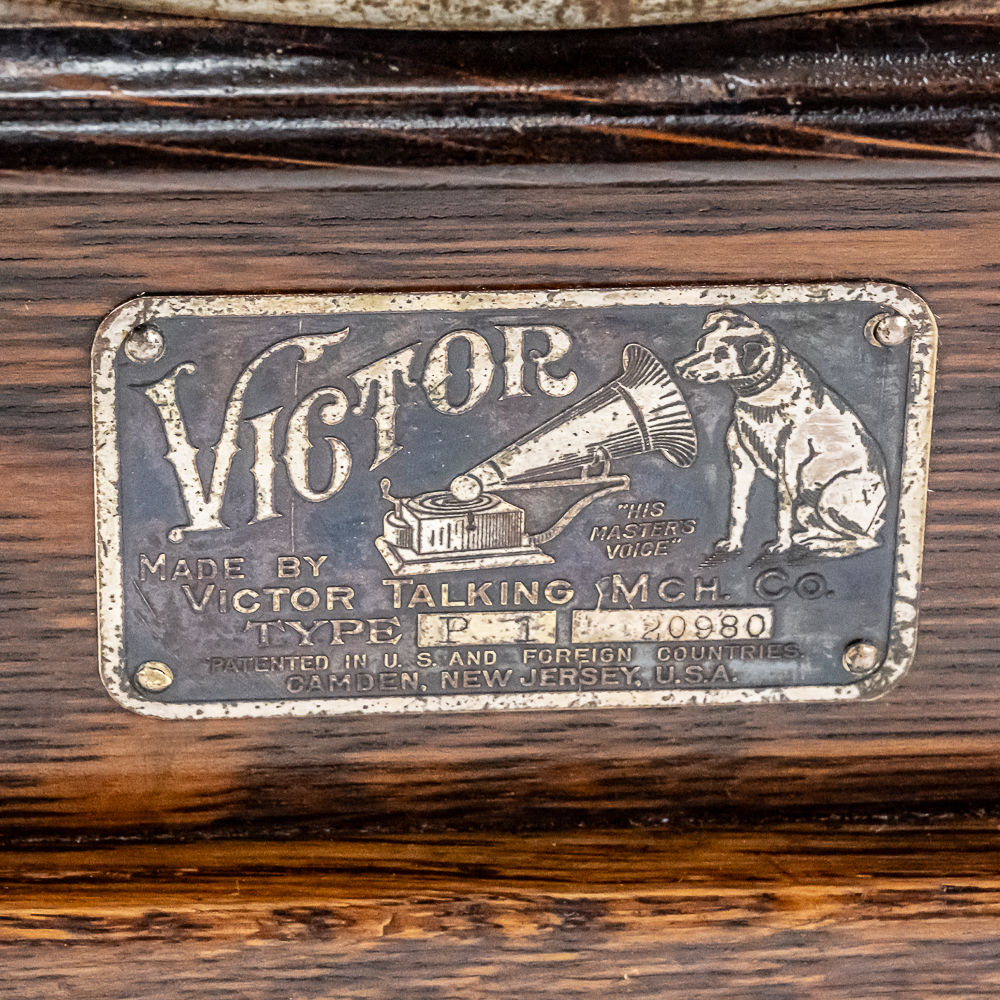 VICTOR
"HIS
MASTER'S
VOICE"
MADE BY
VICTOR TALKING MCH. CO.
TYPE P 1 20980
PATENTED IN U. S. AND FOREIGN COUNTRIES.
CAMDEN, NEW JERSEY, U.S.A.